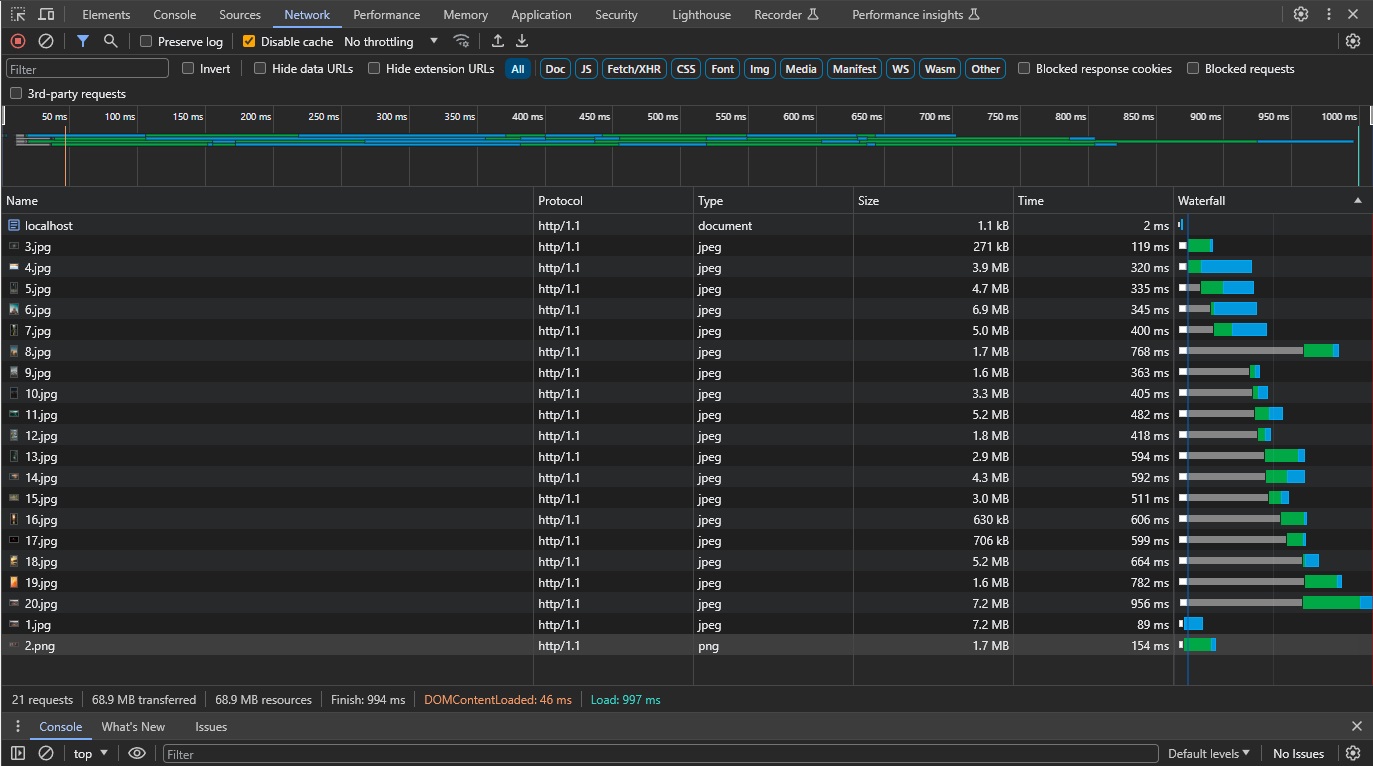 Elements Console Sources Network Performance Memory Application Security Lighthouse Recorder Performance insights
Preserve log Disable cache No throttling
Filter Invert Hide data URLs Hide extension URLs All Doc JS Fetch/XHR CSS Font Img Media Manifest WS Wasm Other Blocked response cookies Blocked requests
3rd-party requests
50 ms 100 ms 150 ms 200 ms 250 ms 300 ms 350 ms 400 ms 450 ms 500 ms 550 ms 600 ms 650 ms 700 ms 750 ms 800 ms 850 ms 900 ms 950 ms 1000 ms
Name Protocol Type Size Time Waterfall
localhost http/1.1 document 1.1 kB 2 ms
3.jpg http/1.1 jpeg 271 kB 119 ms
4.jpg http/1.1 jpeg 3.9 MB 320 ms
5.jpg http/1.1 jpeg 4.7 MB 335 ms
6.jpg http/1.1 jpeg 6.9 MB 345 ms
7.jpg http/1.1 jpeg 5.0 MB 400 ms
8.jpg http/1.1 jpeg 1.7 MB 768 ms
9.jpg http/1.1 jpeg 1.6 MB 363 ms
10.jpg http/1.1 jpeg 3.3 MB 405 ms
11.jpg http/1.1 jpeg 5.2 MB 482 ms
12.jpg http/1.1 jpeg 1.8 MB 418 ms
13.jpg http/1.1 jpeg 2.9 MB 594 ms
14.jpg http/1.1 jpeg 4.3 MB 592 ms
15.jpg http/1.1 jpeg 3.0 MB 511 ms
16.jpg http/1.1 jpeg 630 kB 606 ms
17.jpg http/1.1 jpeg 706 kB 599 ms
18.jpg http/1.1 jpeg 5.2 MB 664 ms
19.jpg http/1.1 jpeg 1.6 MB 782 ms
20.jpg http/1.1 jpeg 7.2 MB 956 ms
1.jpg http/1.1 jpeg 7.2 MB 89 ms
2.png http/1.1 png 1.7 MB 154 ms
21 requests 68.9 MB transferred 68.9 MB resources Finish: 994 ms DOMContentLoaded: 46 ms Load: 997 ms
Console What's New Issues
top Filter Default levels No Issues